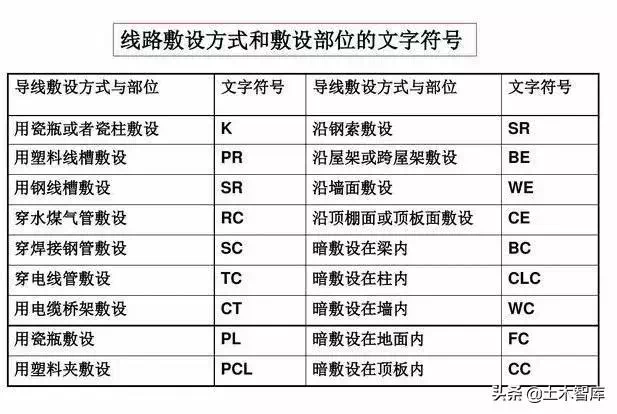 线路敷设方式和敷设部位的文字符号
导线敷设方式与部位 文字符号 导线敷设方式与部位 文字符号
用瓷瓶或者瓷柱敷设 K 沿钢索敷设 SR
用塑料线槽敷设 PR 沿屋架或跨屋架敷设 BE
用钢线槽敷设 SR 沿墙面敷设 WE
穿水煤气管敷设 RC 沿顶棚面或顶板面敷设 CE
穿焊接钢管敷设 SC 暗敷设在梁内 BC
穿电线管敷设 TC 暗敷设在柱内 CLC
用电缆桥架敷设 CT 暗敷设在墙内 WC
用瓷瓶敷设 PL 暗敷设在地面内 FC
用塑料夹敷设 PCL 暗敷设在顶板内 CC
头条 @土木智库